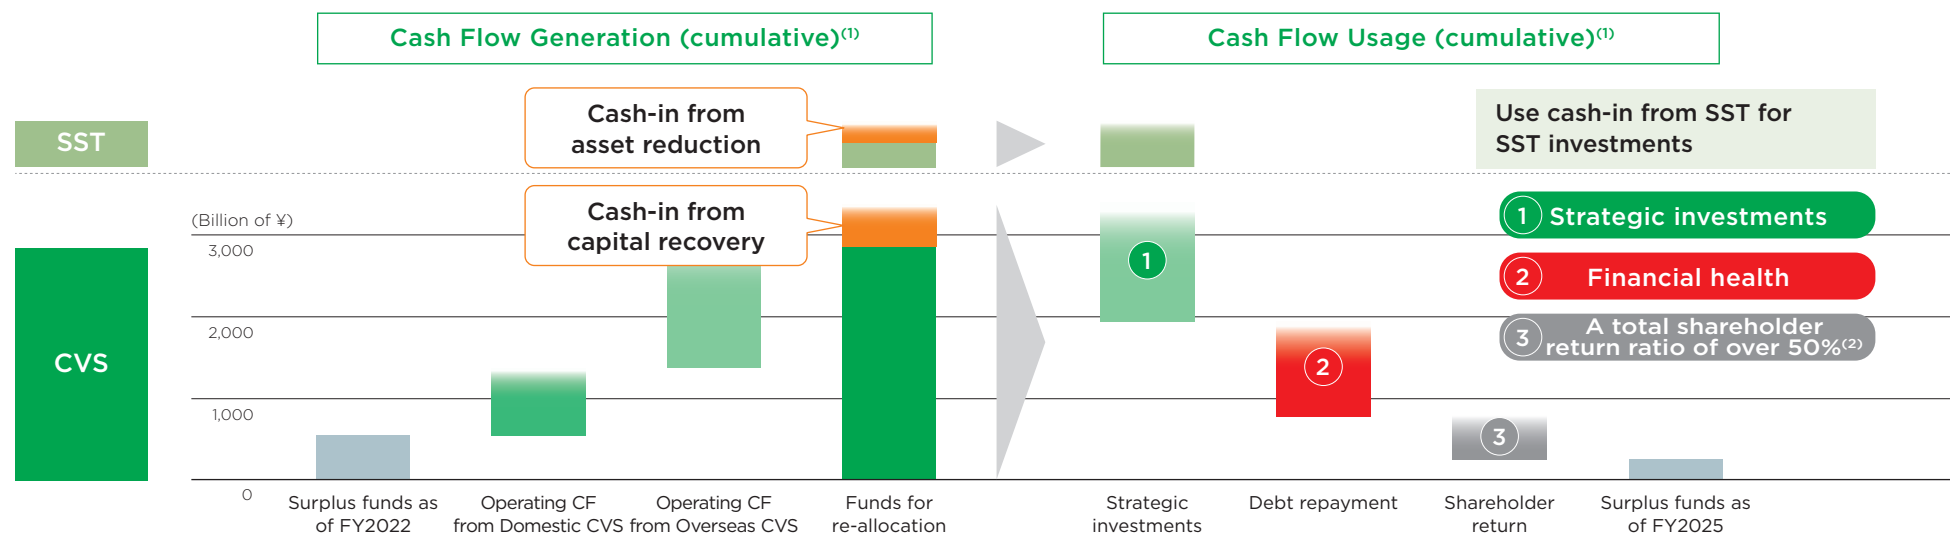 Cash Flow Generation (cumulative)(1)
Cash Flow Usage (cumulative)(1)
SST
Cash-in from
asset reduction
Use cash-in from SST for
SST investments
CVS
(Billion of ¥)
3,000
2,000
1,000
0
Cash-in from
capital recovery
1
2
3
1 Strategic investments
2 Financial health
3 A total shareholder
return ratio of over 50%(2)
Surplus funds as
of FY2022
Operating CF
from Domestic CVS
Operating CF
from Overseas CVS
Funds for
re-allocation
Strategic
investments
Debt repayment
Shareholder
return
Surplus funds as
of FY2025